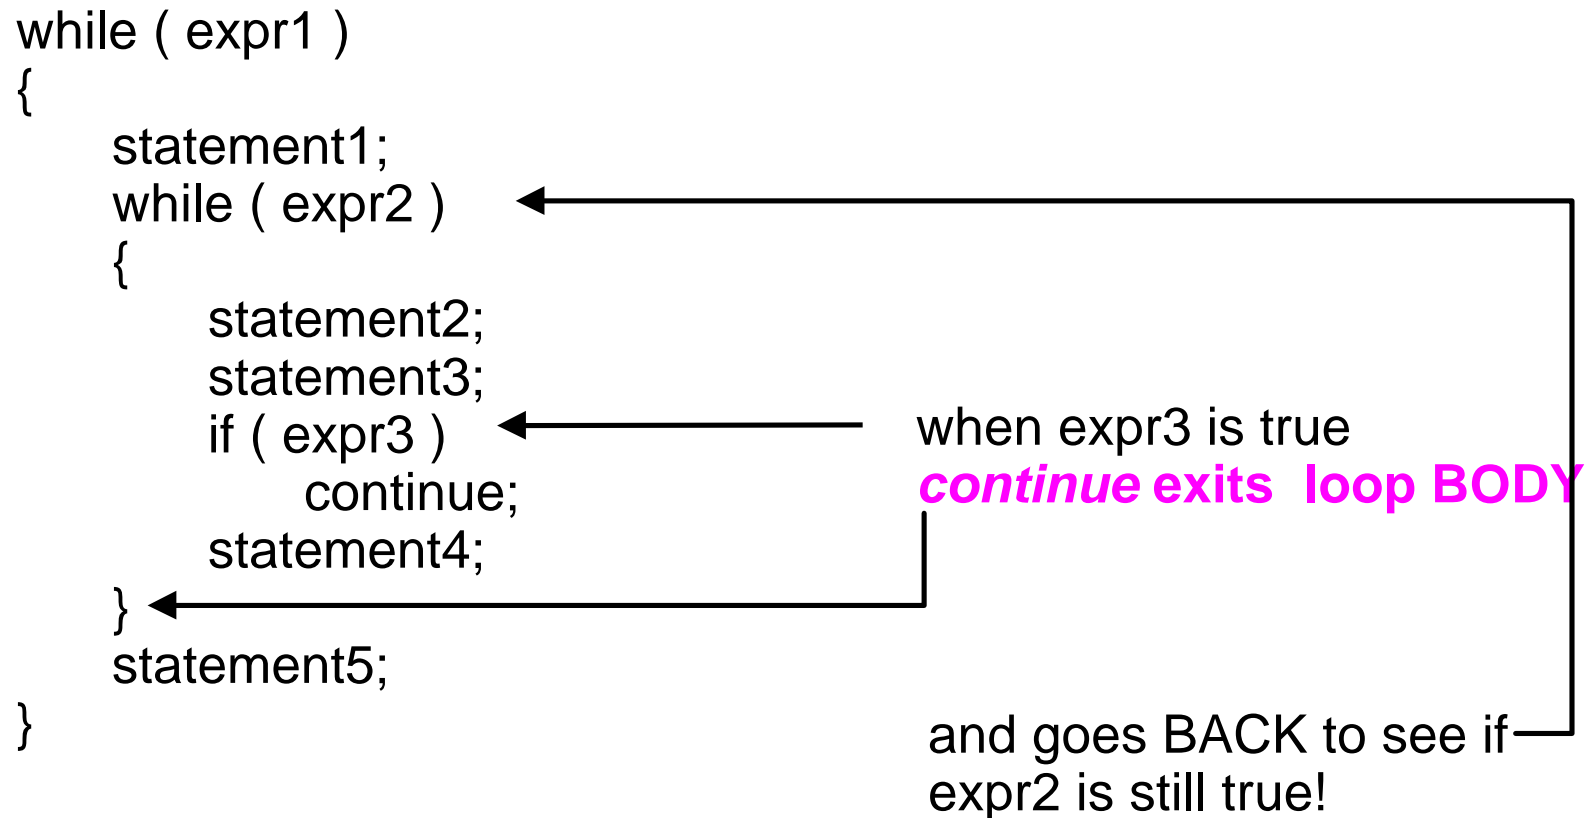 while ( expr1 )
{
statement1;
while ( expr2 )
{
statement2;
statement3;
if ( expr3 )
continue;
statement4;
}
statement5;
}
when expr3 is true
continue exits loop BODY
and goes BACK to see if
expr2 is still true!